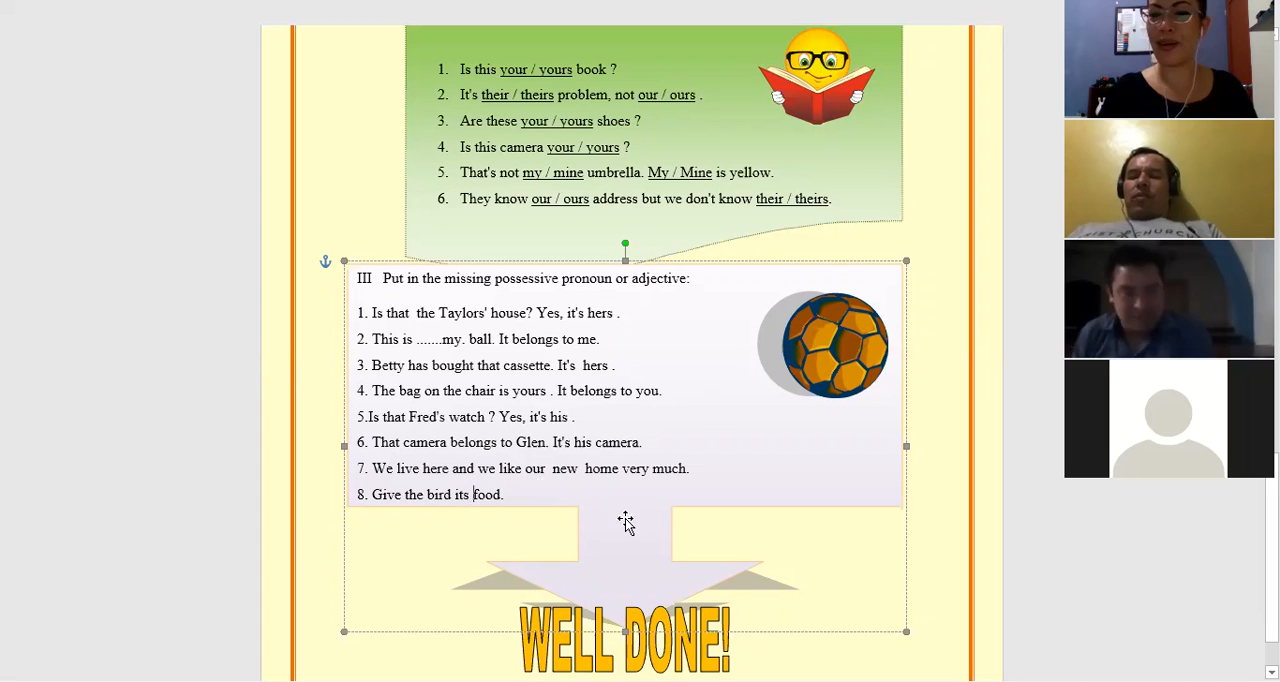 1. Is this your / yours book ?
2. It's their / theirs problem, not our / ours .
3. Are these your / yours shoes ?
4. Is this camera your / yours ?
5. That's not my / mine umbrella. My / Mine is yellow.
6. They know our / ours address but we don't know their / theirs.
III Put in the missing possessive pronoun or adjective:
1. Is that the Taylors' house? Yes, it's hers .
2. This is .......my. ball. It belongs to me.
3. Betty has bought that cassette. It's hers .
4. The bag on the chair is yours . It belongs to you.
5.Is that Fred's watch ? Yes, it's his .
6. That camera belongs to Glen. It's his camera.
7. We live here and we like our new home very much.
8. Give the bird its food.
WELL DONE!